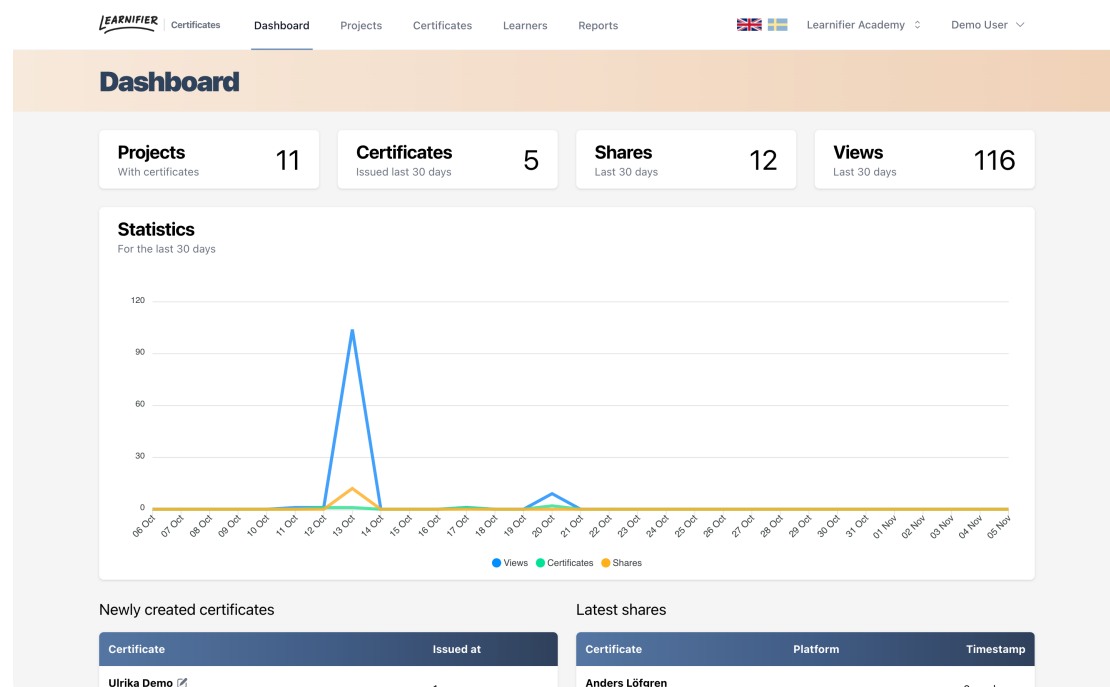 LEARNIFIER Certificates Dashboard Projects Certificates Learners Reports Learnifier Academy Demo User
Dashboard
Projects
With certificates
11
Certificates
Issued last 30 days
5
Shares
Last 30 days
12
Views
Last 30 days
116
Statistics
For the last 30 days
120
90
60
30
0
06 Oct 07 Oct 08 Oct 09 Oct 10 Oct 11 Oct 12 Oct 13 Oct 14 Oct 15 Oct 16 Oct 17 Oct 18 Oct 19 Oct 20 Oct 21 Oct 22 Oct 23 Oct 24 Oct 25 Oct 26 Oct 27 Oct 28 Oct 29 Oct 30 Oct 31 Oct 01 Nov 02 Nov 03 Nov 04 Nov 05 Nov
Views Certificates Shares
Newly created certificates
Certificate Issued at
Ulrika Demo
Latest shares
Certificate Platform Timestamp
Anders Löfgren